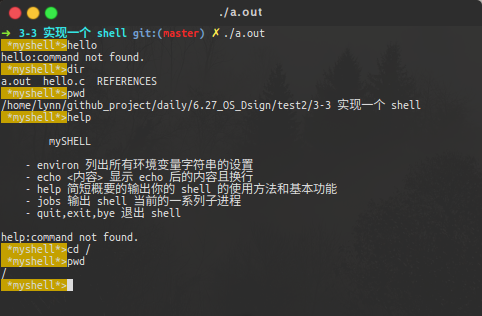 ./a.out
➜  3-3 实现一个 shell git:(master) ✗ ./a.out
*myshell*>hello
hello:command not found.
*myshell*>dir
a.out  hello.c  REFERENCES
*myshell*>pwd
/home/lynn/github_project/daily/6.27_OS_Dsign/test2/3-3 实现一个 shell
*myshell*>help
mySHELL
- environ 列出所有环境变量字符串的设置
- echo <内容> 显示 echo 后的内容且换行
- help 简短概要的输出你的 shell 的使用方法和基本功能
- jobs 输出 shell 当前的一系列子进程
- quit,exit,bye 退出 shell
help:command not found.
*myshell*>cd /
*myshell*>pwd
/
*myshell*>